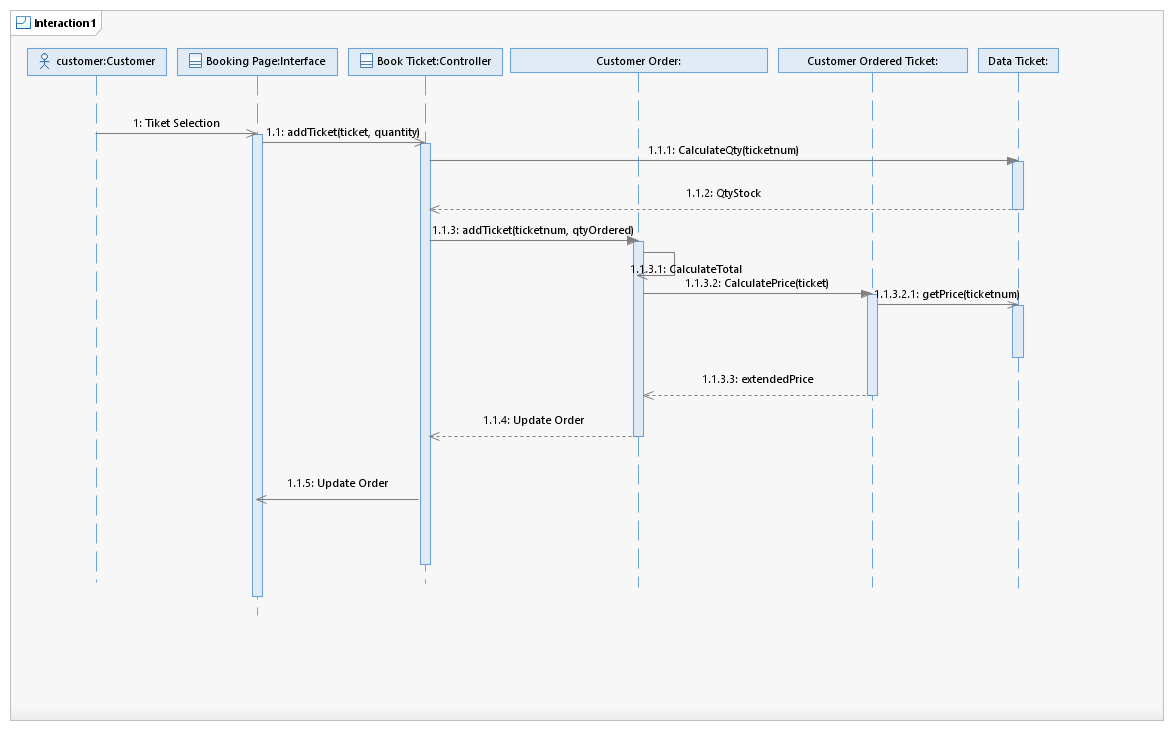 Interaction1
customer:Customer
Booking Page:Interface
Book Ticket:Controller
Customer Order:
Customer Ordered Ticket:
Data Ticket:
1: Tiket Selection
1.1: addTicket(ticket, quantity)
1.1.1: CalculateQty(ticketnum)
1.1.2: QtyStock
1.1.3: addTicket(ticketnum, qtyOrdered)
1.1.3.1: CalculateTotal
1.1.3.2: CalculatePrice(ticket)
1.1.3.2.1: getPrice(ticketnum)
1.1.3.3: extendedPrice
1.1.4: Update Order
1.1.5: Update Order